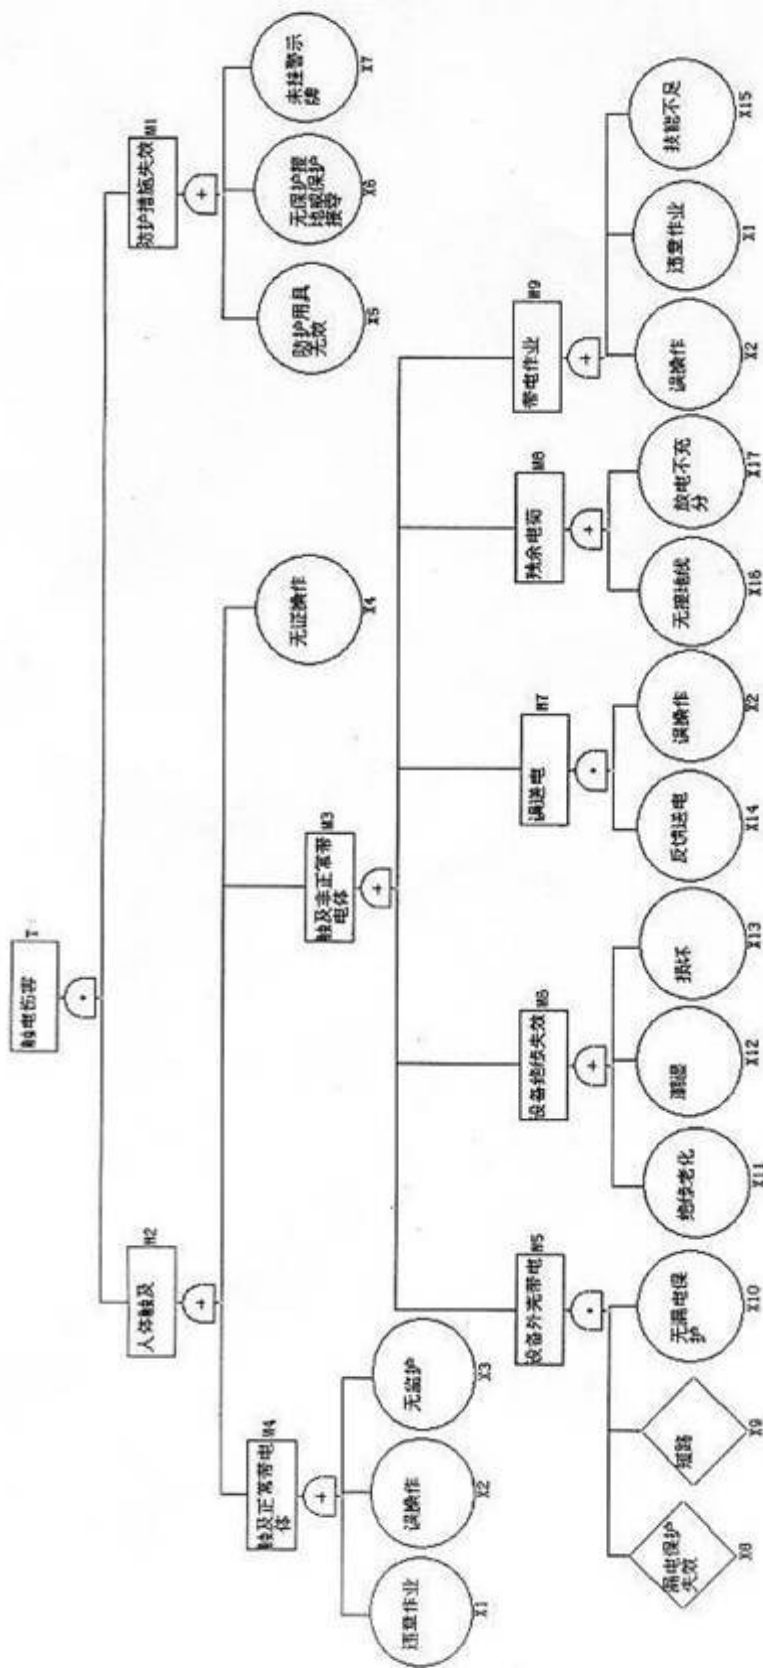 触电伤害
T
人体触及
M2
防护措施失效
M1
触及正常带电
体
M4
触及非正常带
电体
M3
无证操作
X4
防护用具
无效
X5
无保护接
地或保护
接零
X6
未挂警示
牌
X7
违章作业
X1
误操作
X2
无监护
X3
设备外壳带电
M5
设备绝缘失效
M6
误送电
M7
残余电荷
M8
带电作业
M9
漏电保护
失效
X8
短路
X9
无漏电保
护
X10
绝缘老化
X11
潮湿
X12
损坏
X13
反馈送电
X14
误操作
X2
无接地线
X16
放电不充
分
X17
误操作
X2
违章作业
X1
技能不足
X15